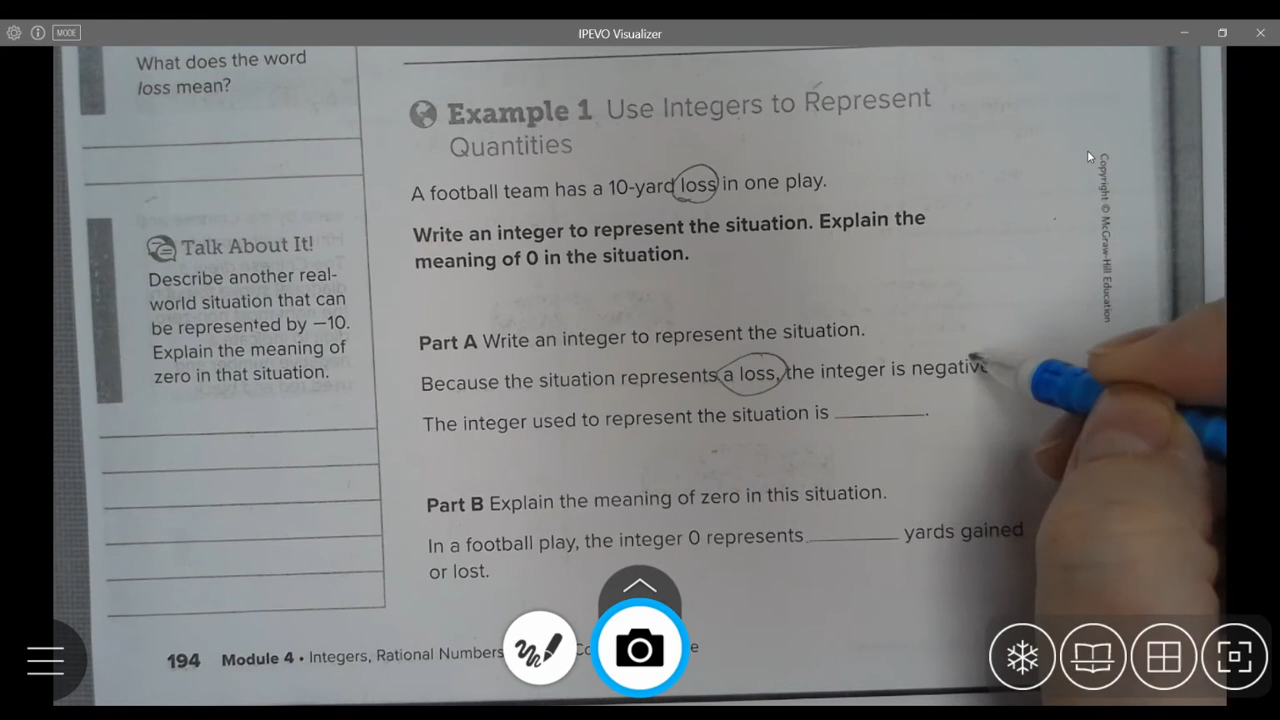 MODE
IPEVO Visualizer
What does the word
loss mean?
Example 1 Use Integers to Represent
Quantities
A football team has a 10-yard loss in one play.
Write an integer to represent the situation. Explain the
meaning of 0 in the situation.
Talk About It!
Describe another real-
world situation that can
be represented by −10.
Explain the meaning of
zero in that situation.
Part A Write an integer to represent the situation.
Because the situation represents a loss, the integer is negative
The integer used to represent the situation is ________.
Part B Explain the meaning of zero in this situation.
In a football play, the integer 0 represents ________ yards gained
or lost.
194 Module 4 • Integers, Rational Numbers
Copyright © McGraw-Hill Education